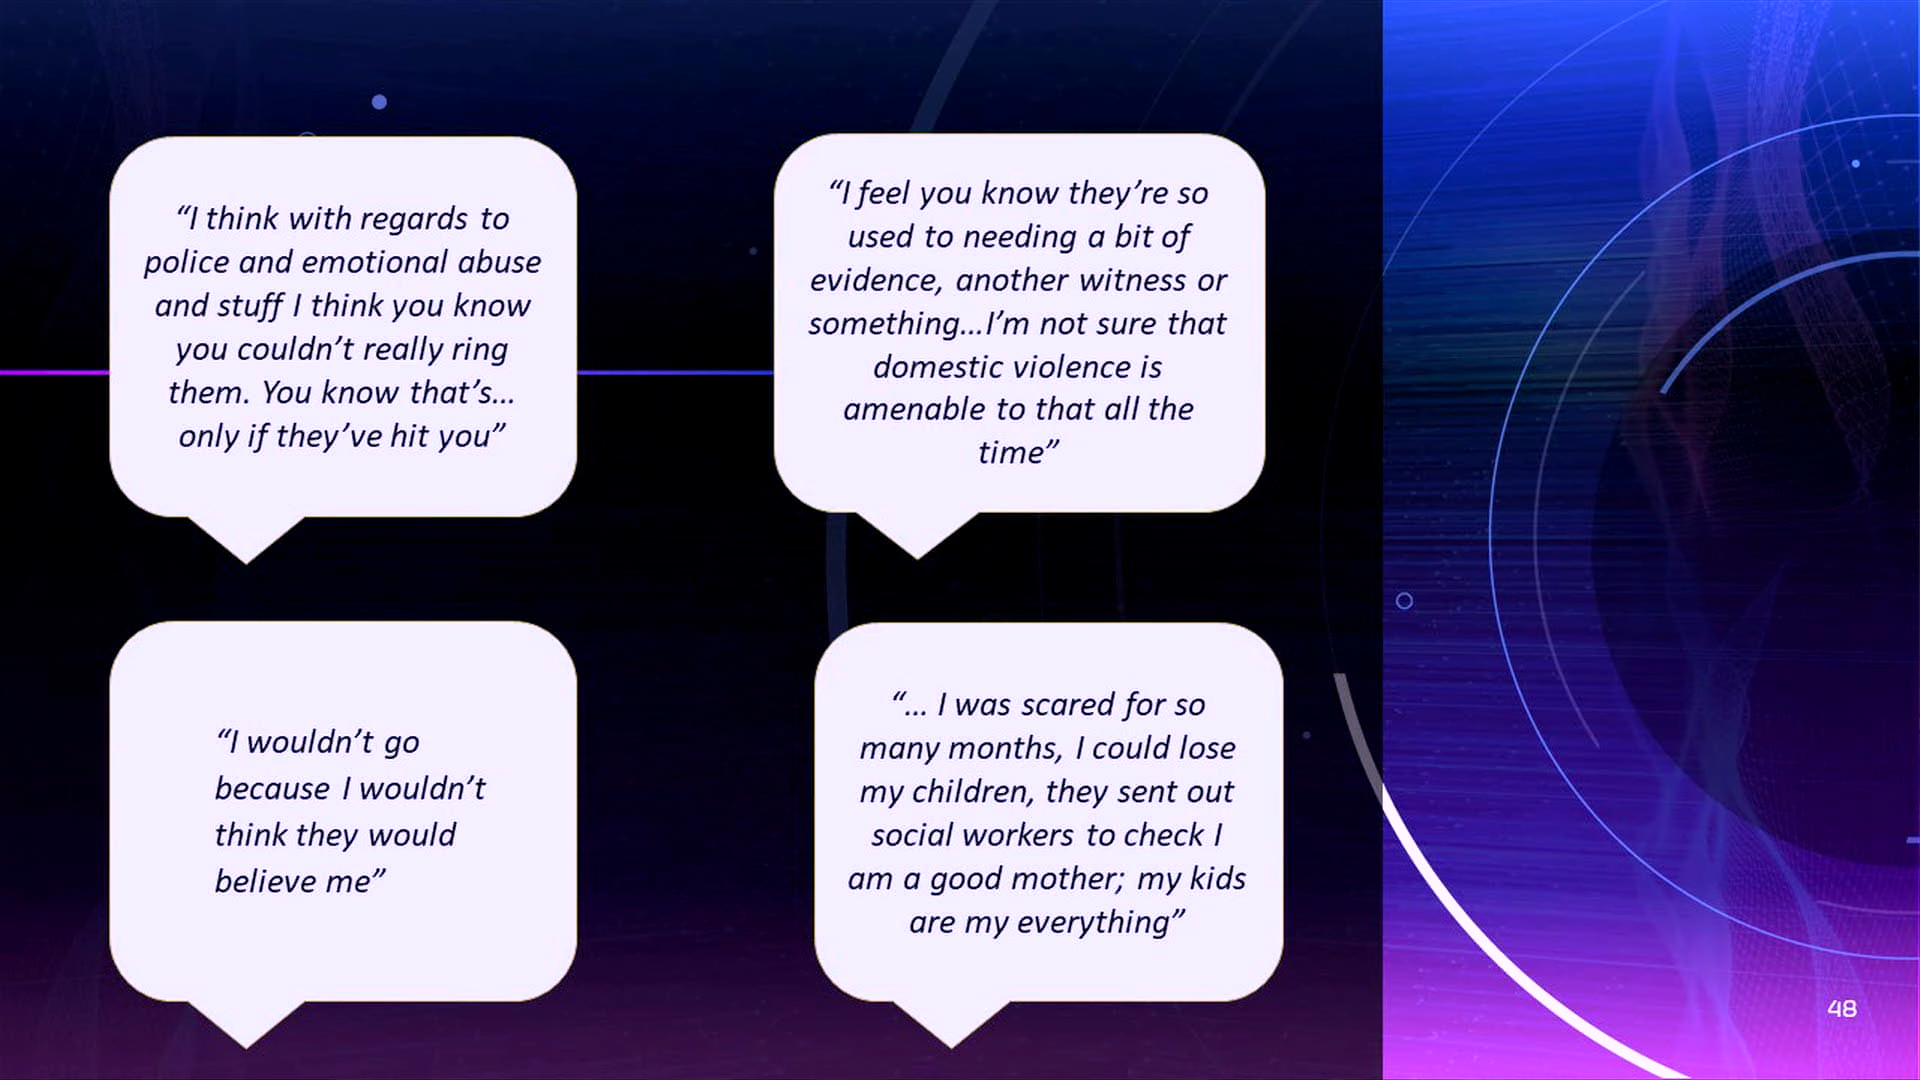 “I think with regards to
police and emotional abuse
and stuff I think you know
you couldn’t really ring
them. You know that’s…
only if they’ve hit you”
“I feel you know they’re so
used to needing a bit of
evidence, another witness or
something…I’m not sure that
domestic violence is
amenable to that all the
time”
“I wouldn’t go
because I wouldn’t
think they would
believe me”
“… I was scared for so
many months, I could lose
my children, they sent out
social workers to check I
am a good mother; my kids
are my everything”
48